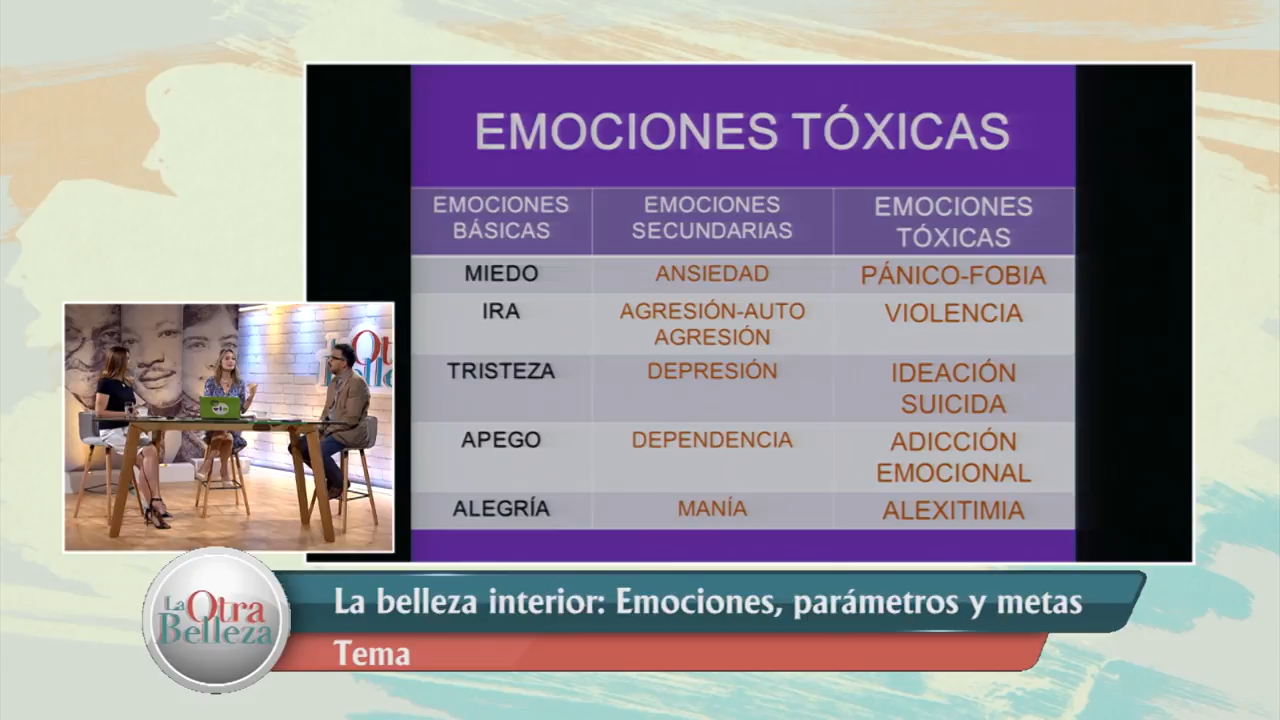 EMOCIONES TÓXICAS
EMOCIONES BÁSICAS
EMOCIONES SECUNDARIAS
EMOCIONES TÓXICAS
MIEDO
ANSIEDAD
PÁNICO-FOBIA
IRA
AGRESIÓN-AUTO
AGRESIÓN
VIOLENCIA
TRISTEZA
DEPRESIÓN
IDEACIÓN
SUICIDA
APEGO
DEPENDENCIA
ADICCIÓN
EMOCIONAL
ALEGRÍA
MANÍA
ALEXITIMIA
La belleza interior: Emociones, parámetros y metas
Tema
La Otra
Belleza